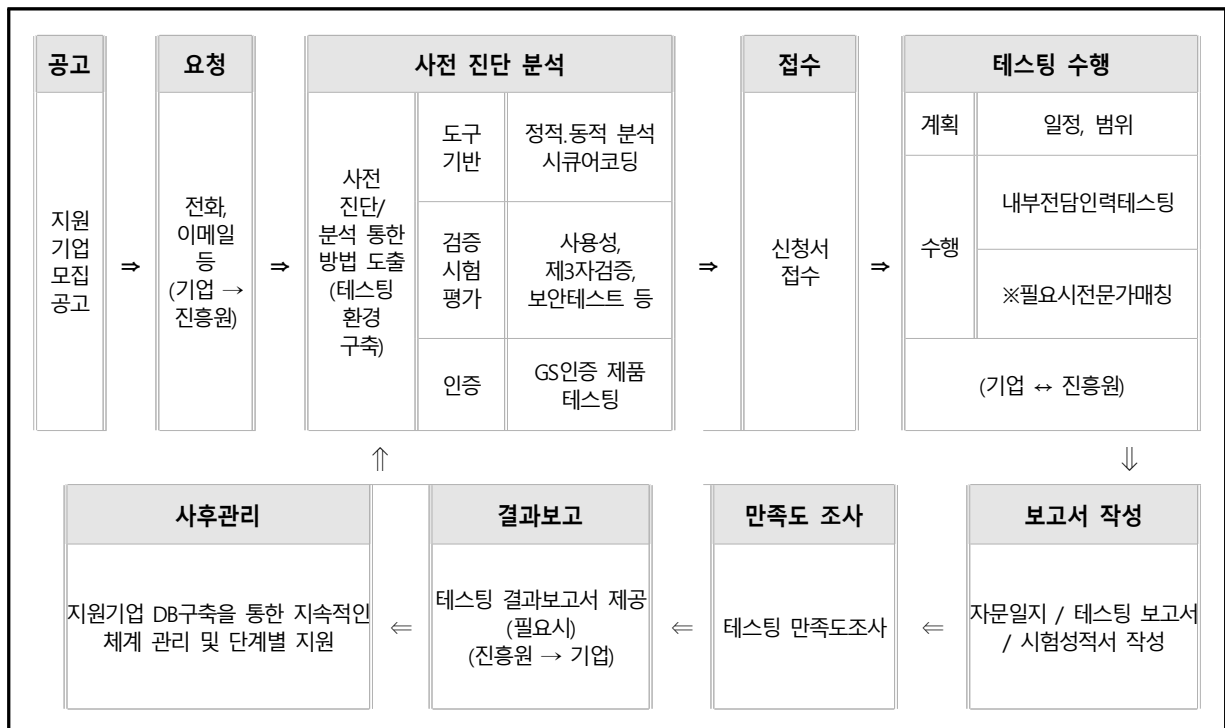 공고
지원
기업
모집
공고
⇒
요청
전화,
이메일
등
(기업 →
진흥원)
⇒
사전 진단 분석
사전
진단/
분석 통한
방법 도출
(테스팅
환경
구축)
도구
기반
정적.동적 분석
시큐어코딩
검증
시험
평가
사용성,
제3자검증,
보안테스트 등
인증
GS인증 제품
테스팅
⇒
접수
신청서
접수
⇒
테스팅 수행
계획
일정, 범위
수행
내부전담인력테스팅
※필요시전문가매칭
(기업 ↔ 진흥원)
⇑
⇓
사후관리
지원기업 DB구축을 통한 지속적인
체계 관리 및 단계별 지원
⇐
결과보고
테스팅 결과보고서 제공
(필요시)
(진흥원 → 기업)
⇐
만족도 조사
테스팅 만족도조사
⇐
보고서 작성
자문일지 / 테스팅 보고서
/ 시험성적서 작성